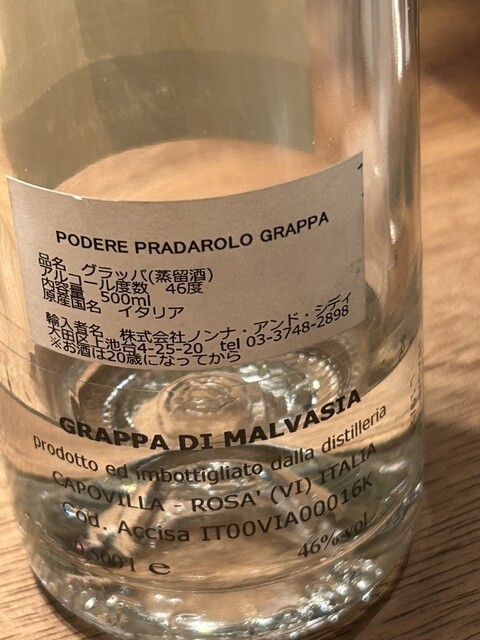 PODERE PRADAROLO GRAPPA
品名　グラッパ(蒸留酒)
アルコール度数　46度
内容量　500ml
原産国名　イタリア
輸入者名　株式会社ノンナ・アンド・シディ
大田区上池台4-25-20　tel 03-3748-2898
※お酒は20歳になってから
GRAPPA DI MALVASIA
prodotto ed imbottigliato dalla distilleria
CAPOVILLA - ROSA' (VI) ITALIA
Cod. Accisa IT00VIA00016K
0,500 l e 46% vol